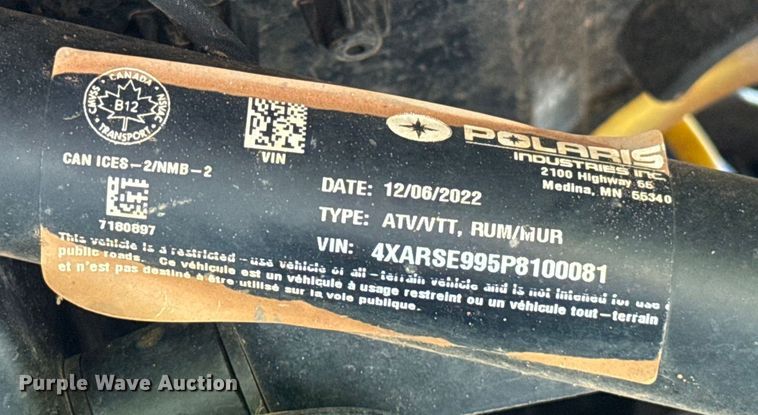 CANADA
CMVSS NSVAC
B12
TRANSPORT
CAN ICES-2/NMB-2
7180897
VIN
POLARIS
INDUSTRIES INC.
2100 Highway 55
Medina, MN 55340
DATE: 12/06/2022
TYPE: ATV/VTT, RUM/MUR
VIN: 4XARSE995P8100081
This vehicle is a restricted-use vehicle or all-terrain vehicle and is not intended for use
public roads. Ce véhicule est un véhicule à usage restreint ou un véhicule tout-terrain
et n'est pas destiné à être utilisé sur la voie publique.
Purple Wave Auction